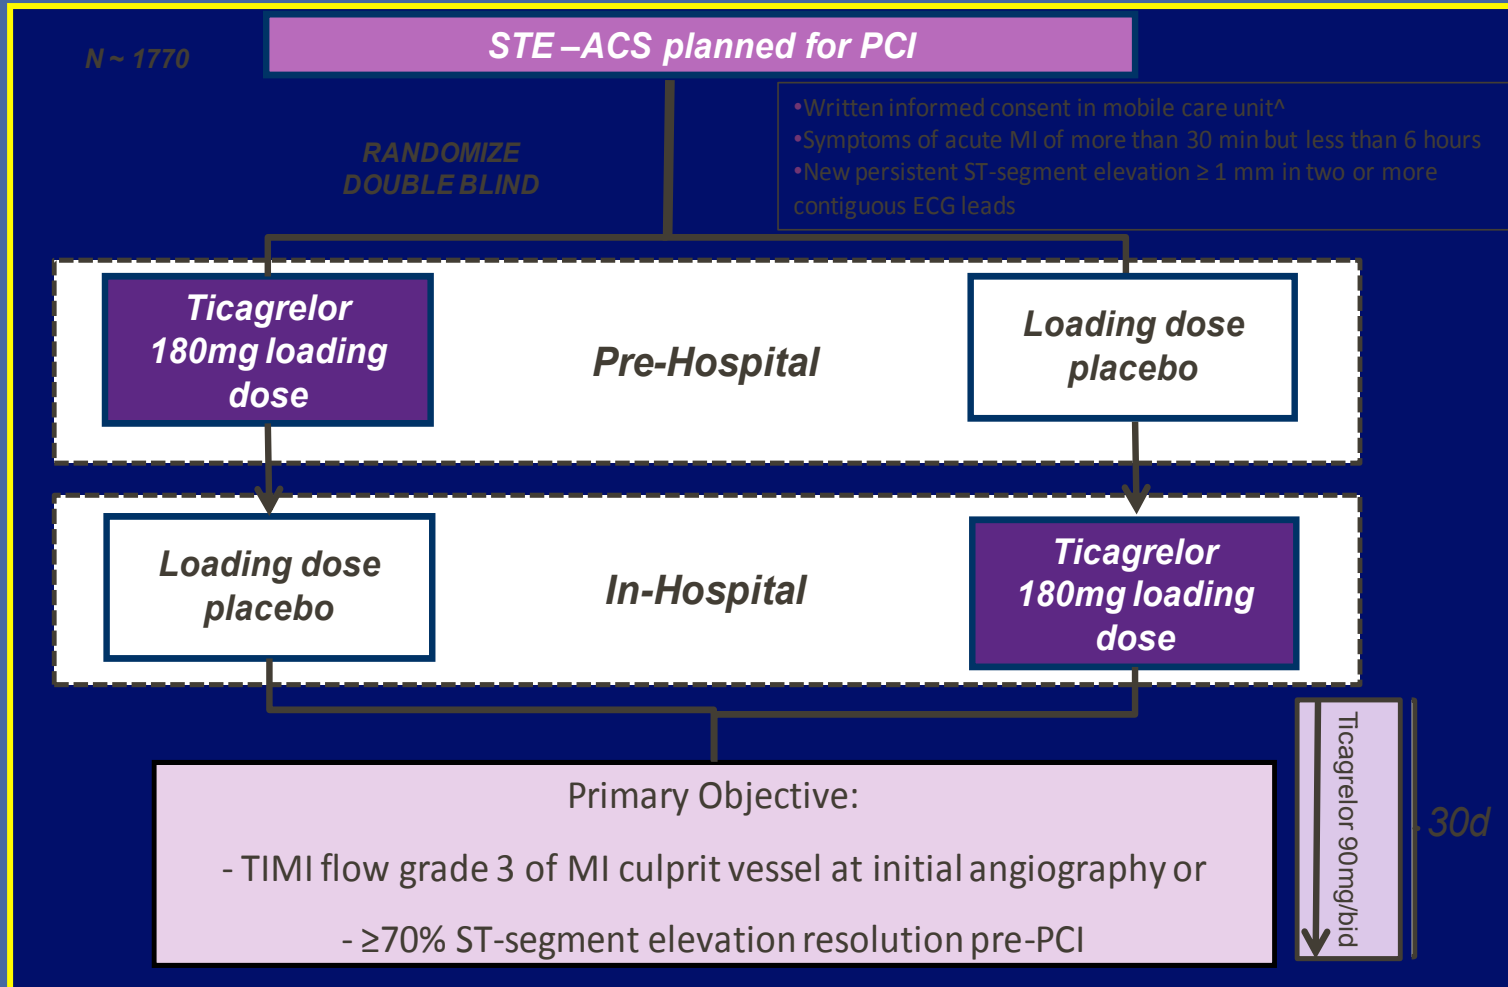 STE –ACS planned for PCI
N ~ 1770
•Written informed consent in mobile care unit^
•Symptoms of acute MI of more than 30 min but less than 6 hours
•New persistent ST-segment elevation ≥ 1 mm in two or more
contiguous ECG leads
RANDOMIZE
DOUBLE BLIND
Ticagrelor
180mg loading
dose
Pre-Hospital
Loading dose
placebo
Loading dose
placebo
In-Hospital
Ticagrelor
180mg loading
dose
Primary Objective:
- TIMI flow grade 3 of MI culprit vessel at initial angiography or
- ≥70% ST-segment elevation resolution pre-PCI
Ticagrelor 90mg/bid
30d